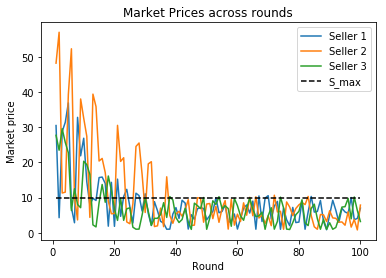 Market Prices across rounds
Seller 1
Seller 2
Seller 3
S_max
Market price
50
40
30
20
10
0
0
20
40
60
80
100
Round